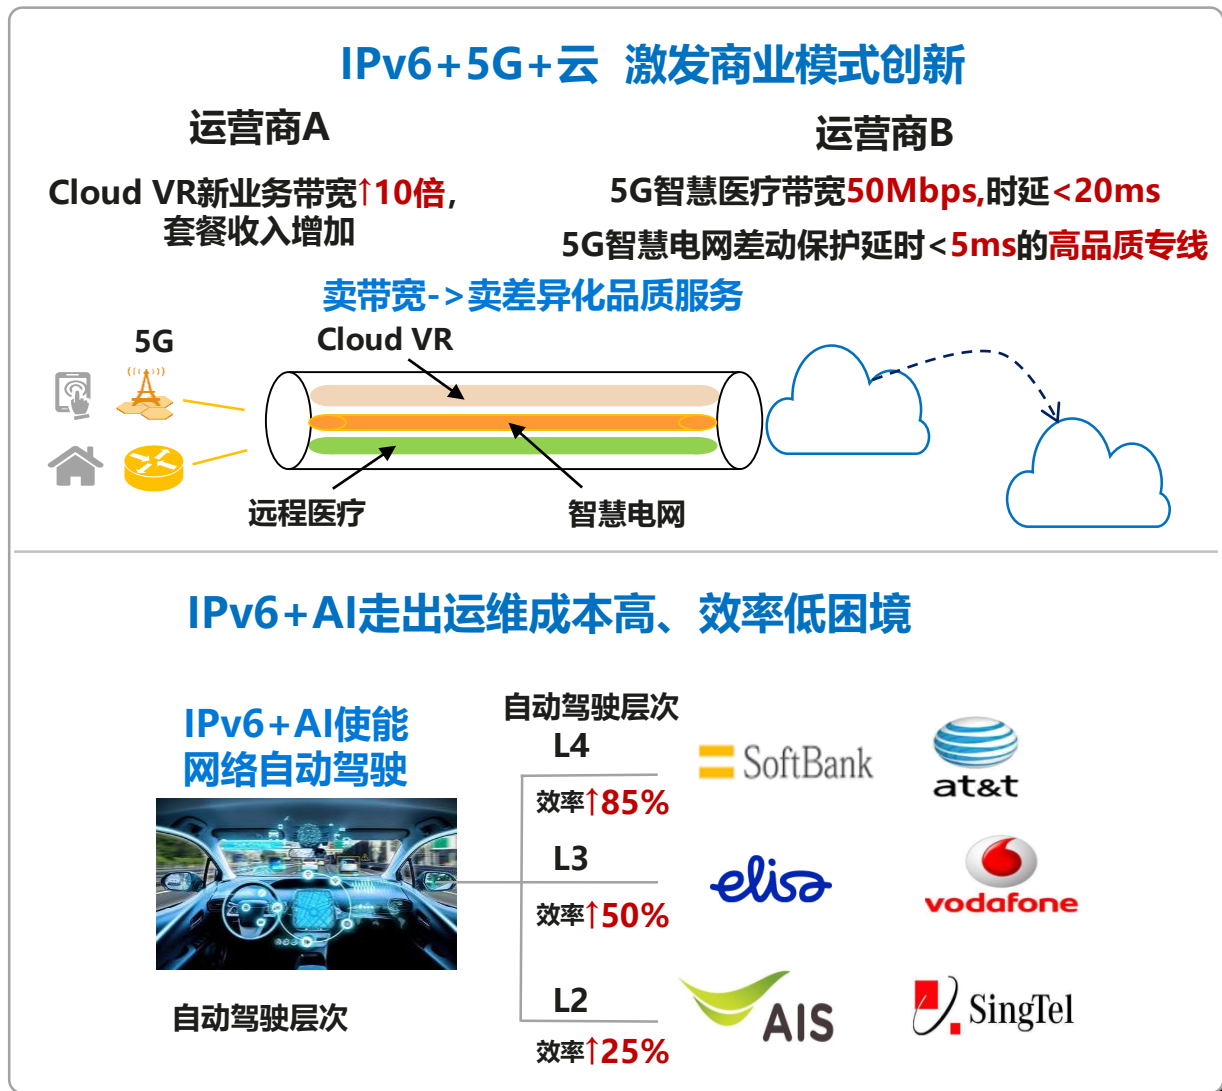 IPv6+5G+云 激发商业模式创新
运营商A
Cloud VR新业务带宽↑10倍，
套餐收入增加
运营商B
5G智慧医疗带宽50Mbps,时延<20ms
5G智慧电网差动保护延时<5ms的高品质专线
卖带宽->卖差异化品质服务
5G
Cloud VR
远程医疗
智慧电网
IPv6+AI走出运维成本高、效率低困境
IPv6+AI使能
网络自动驾驶
自动驾驶层次
自动驾驶层次
L4
效率↑85%
SoftBank
at&t
L3
效率↑50%
elisa
vodafone
L2
效率↑25%
AIS
SingTel